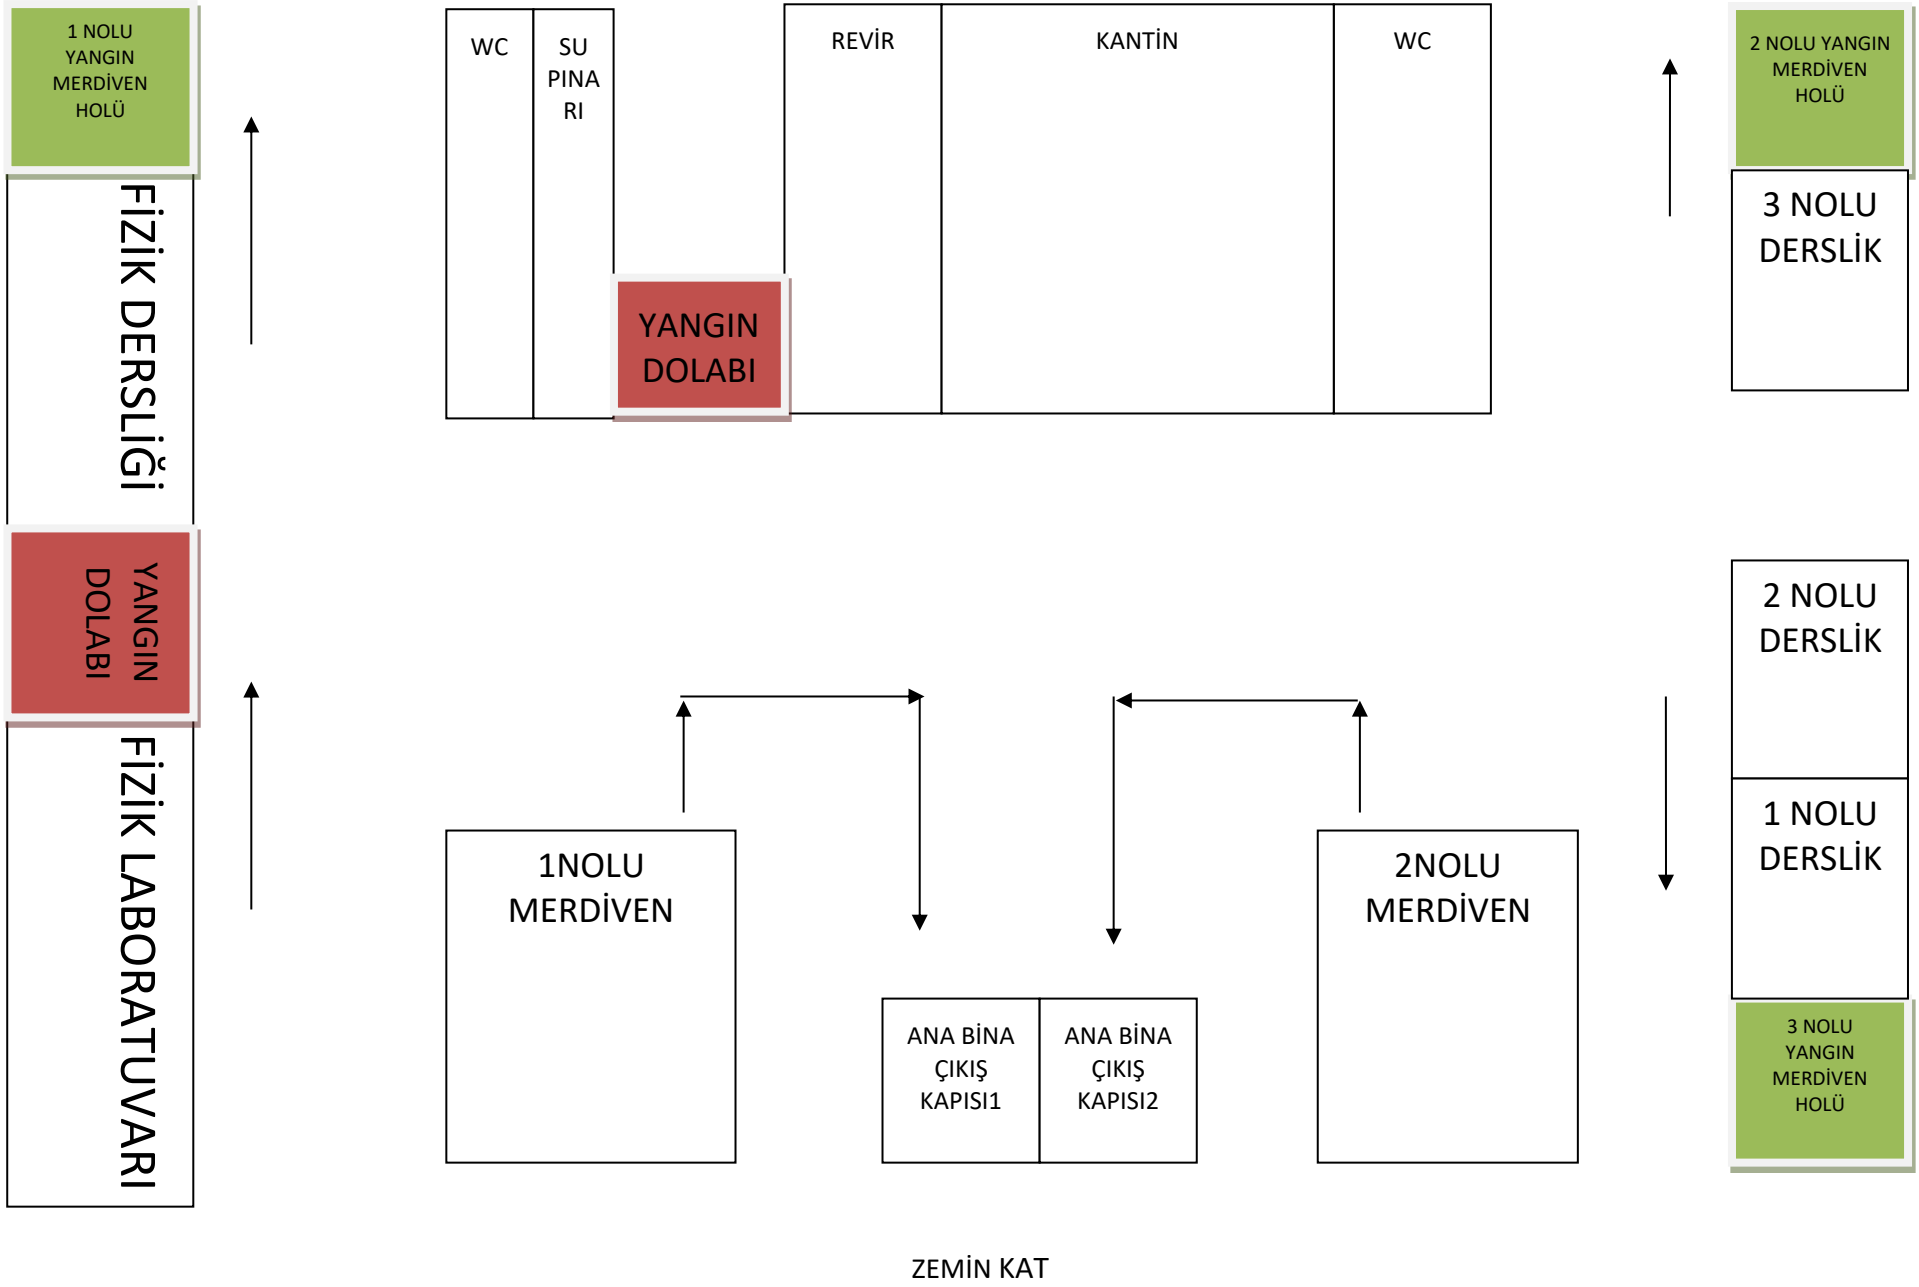 1 NOLU
YANGIN
MERDİVEN
HOLÜ
WC
SU
PINA
RI
REVİR
KANTİN
WC
2 NOLU YANGIN
MERDİVEN
HOLÜ
FİZİK DERSLİĞİ
YANGIN
DOLABI
3 NOLU
DERSLİK
YANGIN
DOLABI
2 NOLU
DERSLİK
FİZİK LABORATUVARI
1NOLU
MERDİVEN
2NOLU
MERDİVEN
1 NOLU
DERSLİK
ANA BİNA
ÇIKIŞ
KAPISI1
ANA BİNA
ÇIKIŞ
KAPISI2
3 NOLU
YANGIN
MERDİVEN
HOLÜ
ZEMİN KAT